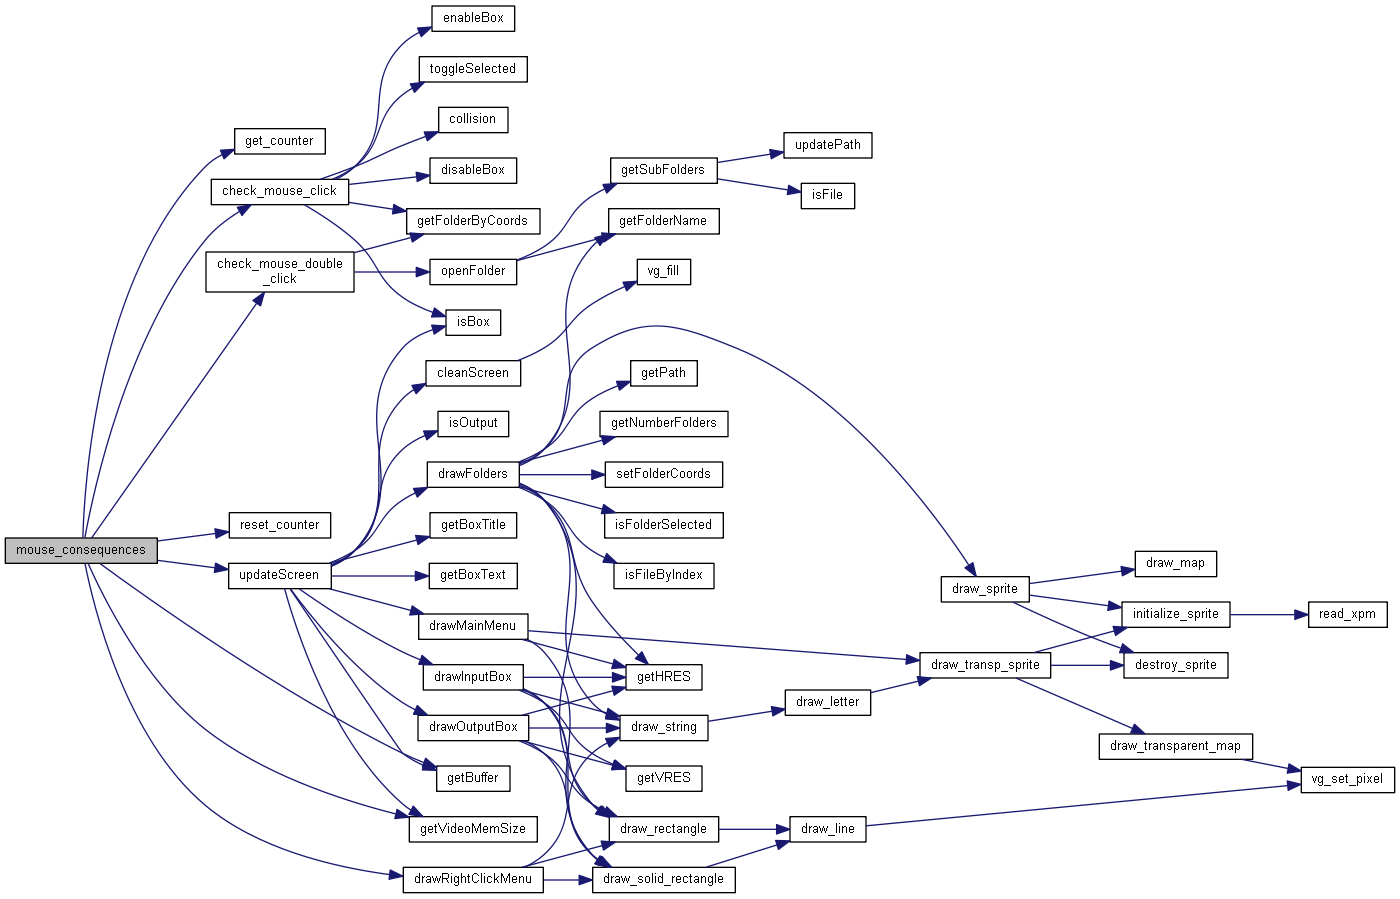 enableBox
toggleSelected
collision
get_counter
updatePath
disableBox
getSubFolders
check_mouse_click
isFile
getFolderByCoords
getFolderName
check_mouse_double
_click
openFolder
vg_fill
isBox
cleanScreen
getPath
isOutput
getNumberFolders
drawFolders
setFolderCoords
reset_counter
getBoxTitle
isFolderSelected
mouse_consequences
updateScreen
getBoxText
isFileByIndex
draw_map
draw_sprite
drawMainMenu
initialize_sprite
read_xpm
drawInputBox
getHRES
draw_transp_sprite
destroy_sprite
draw_letter
drawOutputBox
draw_string
draw_transparent_map
getBuffer
getVRES
vg_set_pixel
getVideoMemSize
draw_rectangle
draw_line
drawRightClickMenu
draw_solid_rectangle